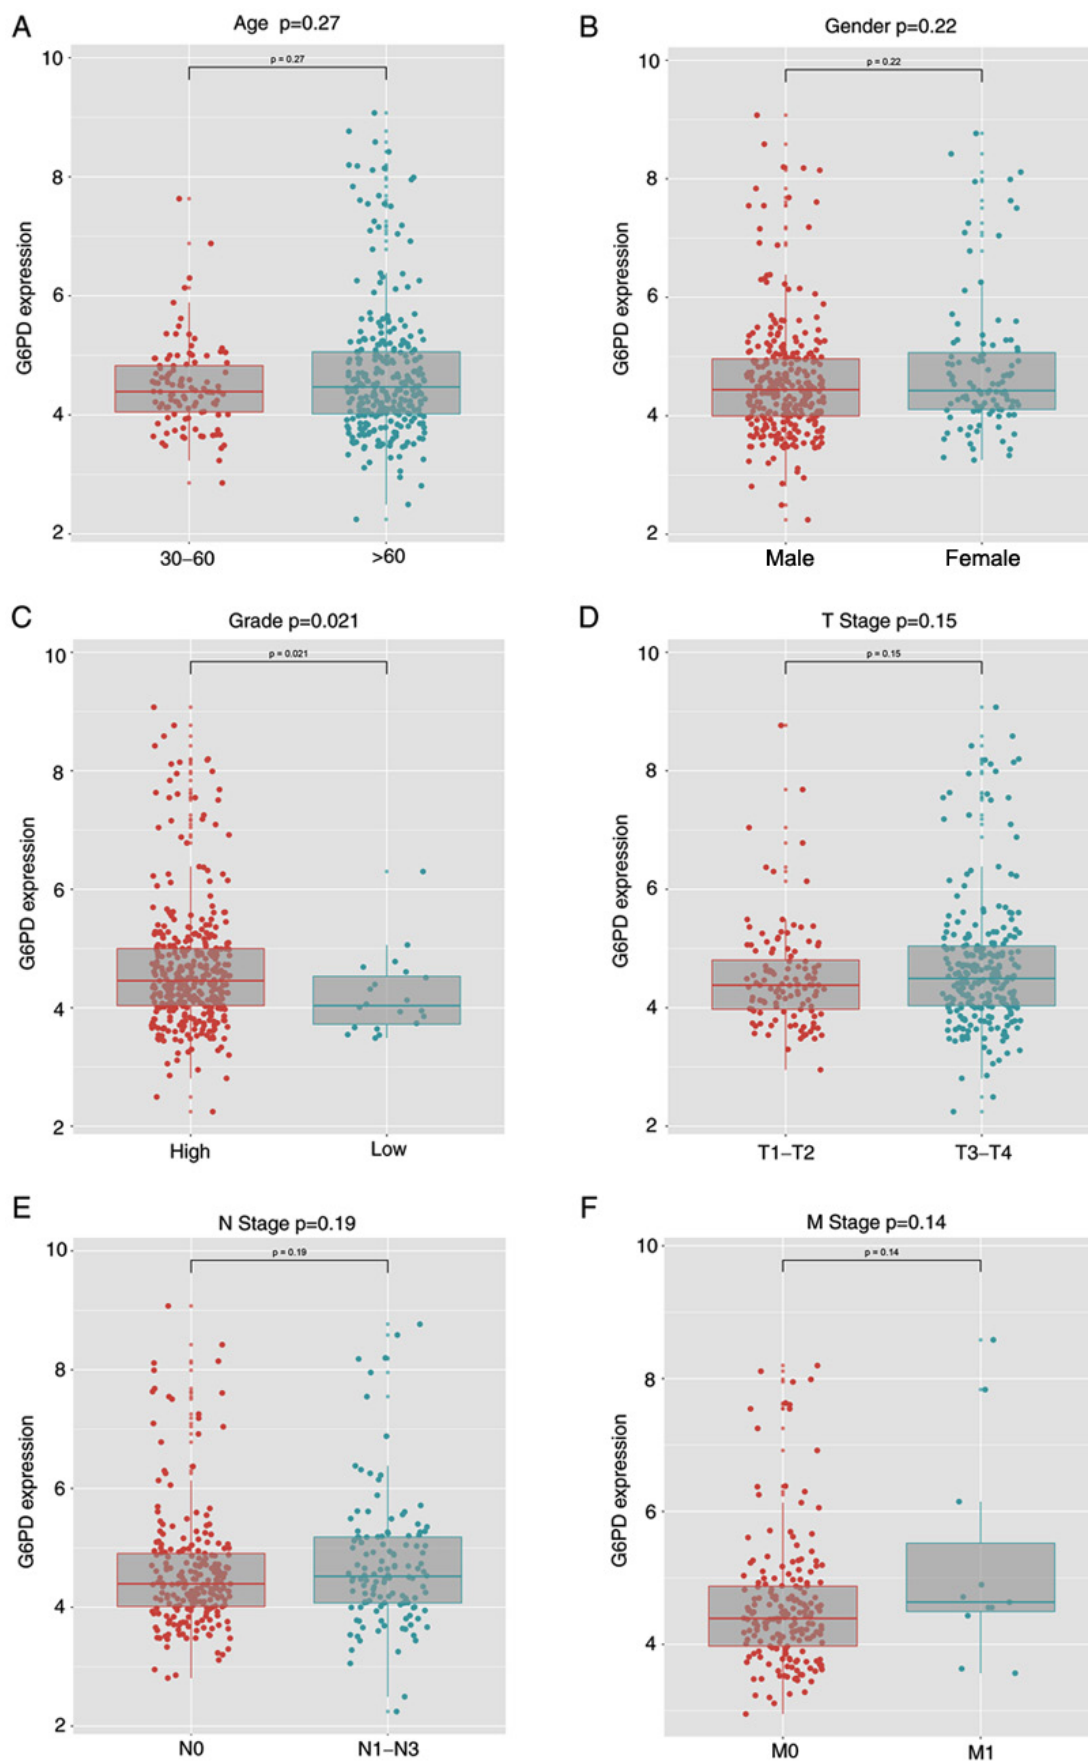 A
Age p=0.27
p = 0.27
G6PD expression
10
8
6
4
2
30–60
>60
B
Gender p=0.22
p = 0.22
G6PD expression
10
8
6
4
2
Male
Female
C
Grade p=0.021
p = 0.021
G6PD expression
10
8
6
4
2
High
Low
D
T Stage p=0.15
p = 0.15
G6PD expression
10
8
6
4
2
T1–T2
T3–T4
E
N Stage p=0.19
p = 0.19
G6PD expression
10
8
6
4
2
N0
N1–N3
F
M Stage p=0.14
p = 0.14
G6PD expression
10
8
6
4
M0
M1